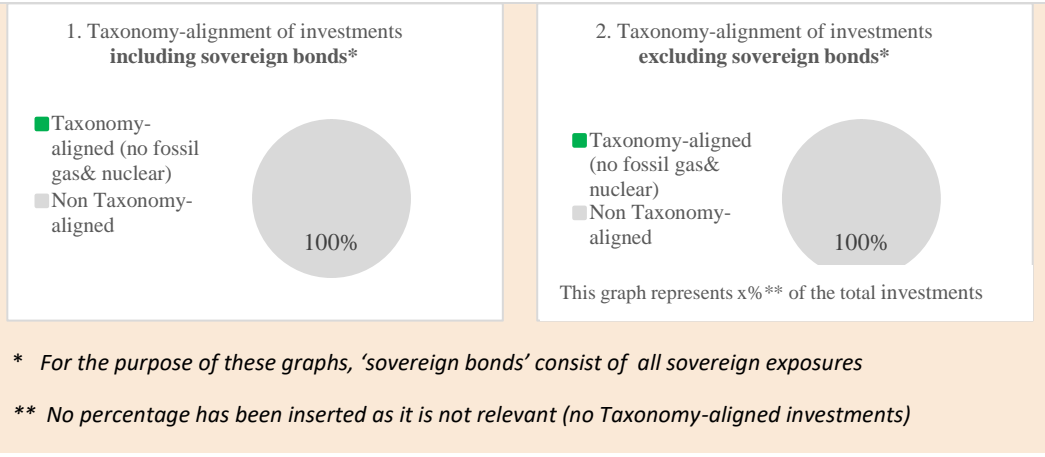 1. Taxonomy-alignment of investments
including sovereign bonds*
Taxonomy-
aligned (no fossil
gas& nuclear)
Non Taxonomy-
aligned
100%
2. Taxonomy-alignment of investments
excluding sovereign bonds*
Taxonomy-aligned
(no fossil gas&
nuclear)
Non Taxonomy-
aligned
100%
This graph represents x%** of the total investments
* For the purpose of these graphs, ‘sovereign bonds’ consist of all sovereign exposures
** No percentage has been inserted as it is not relevant (no Taxonomy-aligned investments)